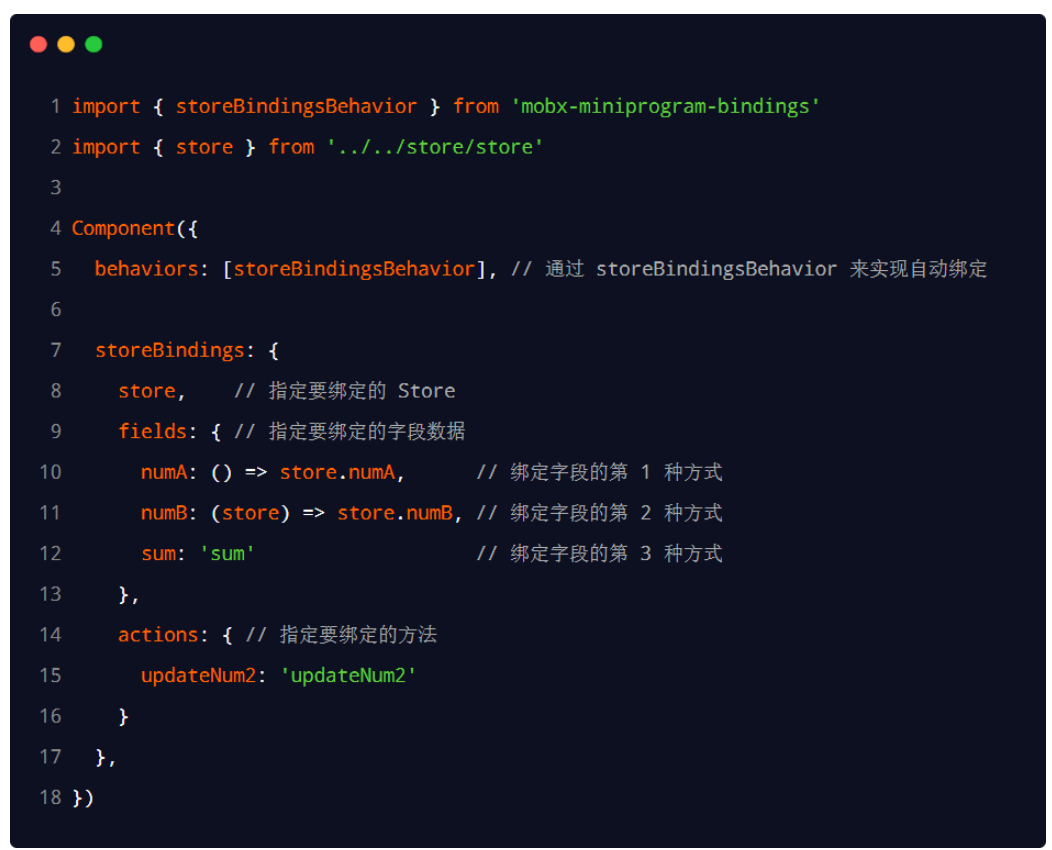 1 import { storeBindingsBehavior } from 'mobx-miniprogram-bindings'
2 import { store } from '../../store/store'
3
4 Component({
5   behaviors: [storeBindingsBehavior], // 通过 storeBindingsBehavior 来实现自动绑定
6
7   storeBindings: {
8     store,    // 指定要绑定的 Store
9     fields: { // 指定要绑定的字段数据
10       numA: () => store.numA,      // 绑定字段的第 1 种方式
11       numB: (store) => store.numB, // 绑定字段的第 2 种方式
12       sum: 'sum'                   // 绑定字段的第 3 种方式
13     },
14     actions: { // 指定要绑定的方法
15       updateNum2: 'updateNum2'
16     }
17   },
18 })